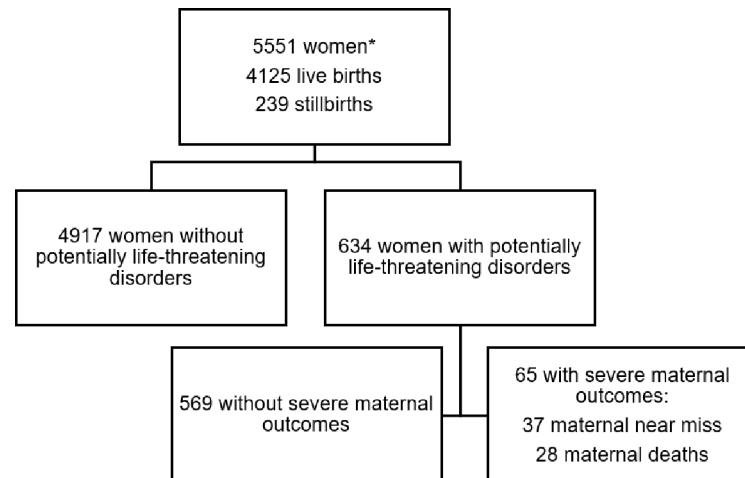 5551 women*
4125 live births
239 stillbirths
4917 women without
potentially life-threatening
disorders
634 women with potentially
life-threatening disorders
569 without severe maternal
outcomes
65 with severe maternal
outcomes:
37 maternal near miss
28 maternal deaths